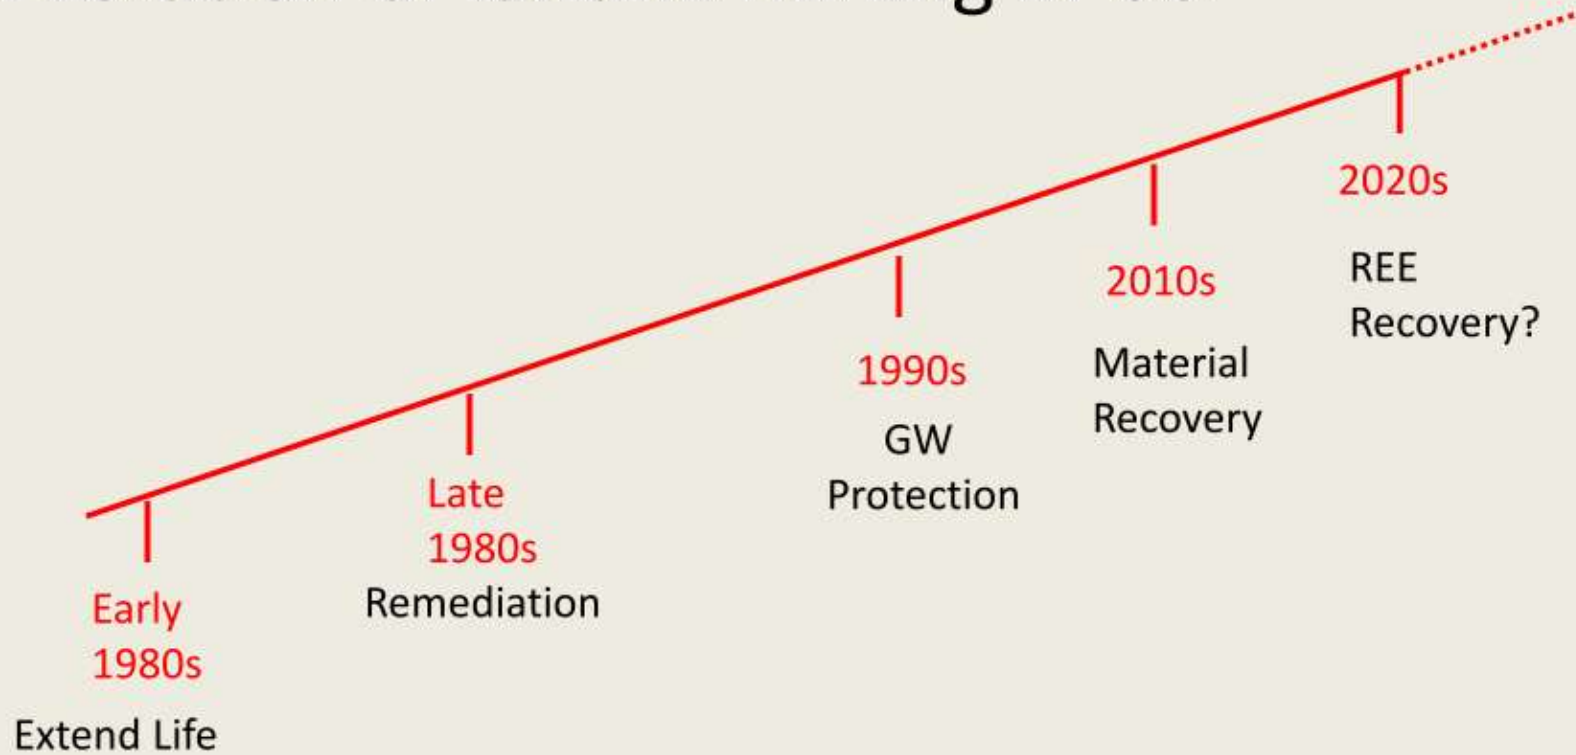 Early
1980s
Extend Life
Late
1980s
Remediation
1990s
GW
Protection
2010s
Material
Recovery
2020s
REE
Recovery?